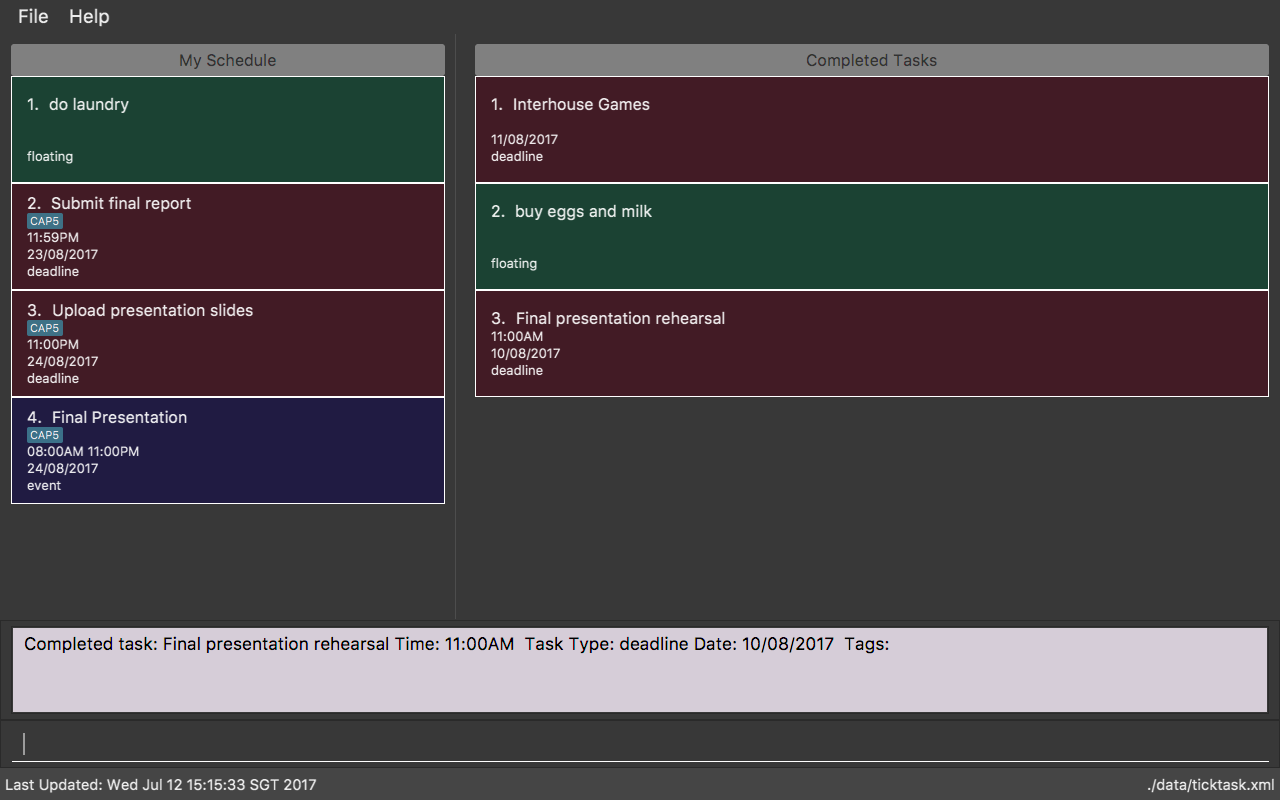 File Help
My Schedule
1. do laundry
floating
2. Submit final report
CAP5
11:59PM
23/08/2017
deadline
3. Upload presentation slides
CAP5
11:00PM
24/08/2017
deadline
4. Final Presentation
CAP5
08:00AM 11:00PM
24/08/2017
event
Completed Tasks
1. Interhouse Games
11/08/2017
deadline
2. buy eggs and milk
floating
3. Final presentation rehearsal
11:00AM
10/08/2017
deadline
Completed task: Final presentation rehearsal Time: 11:00AM Task Type: deadline Date: 10/08/2017 Tags:
Last Updated: Wed Jul 12 15:15:33 SGT 2017
./data/ticktask.xml